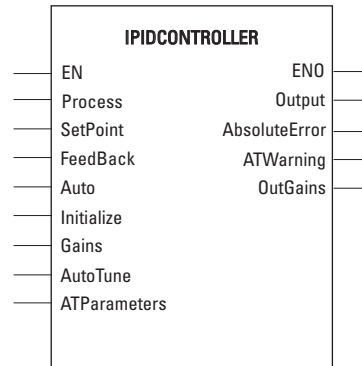 IPIDCONTROLLER
EN
ENO
Process
Output
SetPoint
AbsoluteError
FeedBack
ATWarning
Auto
OutGains
Initialize
Gains
AutoTune
ATParameters